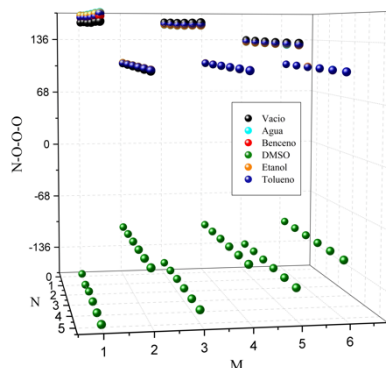 136
68
0
-68
-136
N-O-O-O
Vacio
Agua
Benceno
DMSO
Etanol
Tolueno
0
1
2
3
4
5
N
1
2
3
4
5
6
M